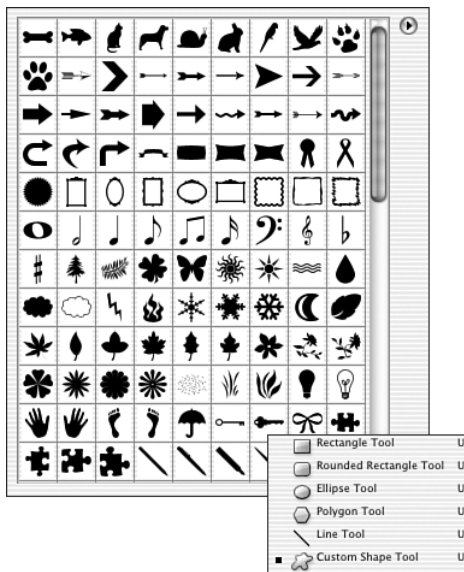 Rectangle Tool U
Rounded Rectangle Tool U
Ellipse Tool U
Polygon Tool U
Line Tool U
Custom Shape Tool U